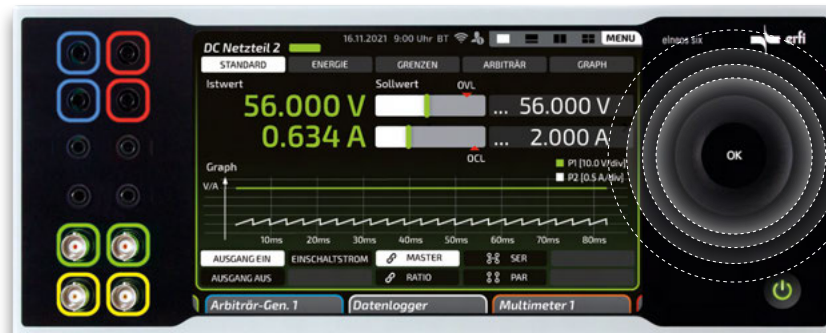 DC Netzteil 2
16.11.2021 9:00 Uhr BT
MENU
elneos six
erfi
STANDARD ENERGIE GRENZEN ARBITRÄR GRAPH
Istwert Sollwert OVL
56.000 V ... 56.000 V
0.634 A ... 2.000 A
OCL
Graph
P1 [10.0 V/div]
P2 [0.5 A/div]
V/A
10ms 20ms 30ms 40ms 50ms 60ms 70ms 80ms
AUSGANG EIN EINSCHALTSTROM MASTER SER
AUSGANG AUS RATIO PAR
Arbiträr-Gen. 1 Datenlogger Multimeter 1
OK